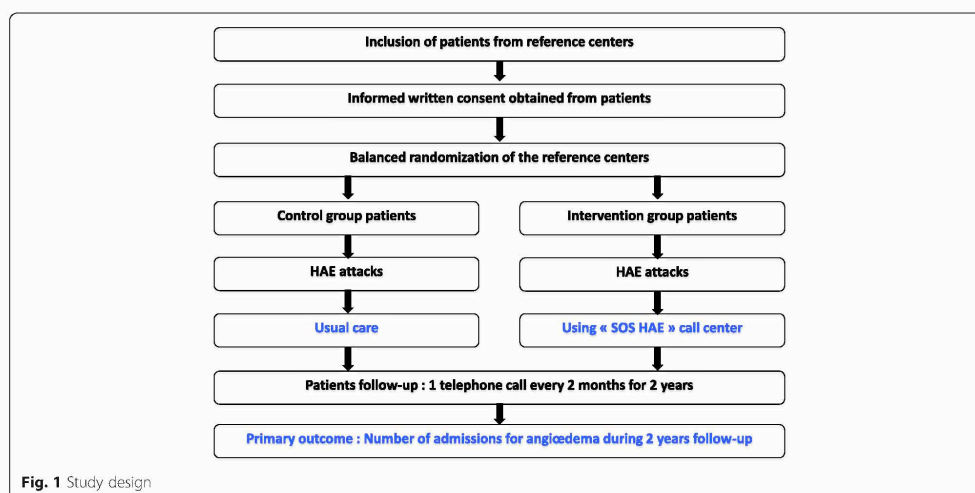 Inclusion of patients from reference centers
Informed written consent obtained from patients
Balanced randomization of the reference centers
Control group patients
Intervention group patients
HAE attacks
HAE attacks
Usual care
Using « SOS HAE » call center
Patients follow-up : 1 telephone call every 2 months for 2 years
Primary outcome : Number of admissions for angiœdema during 2 years follow-up
Fig. 1 Study design